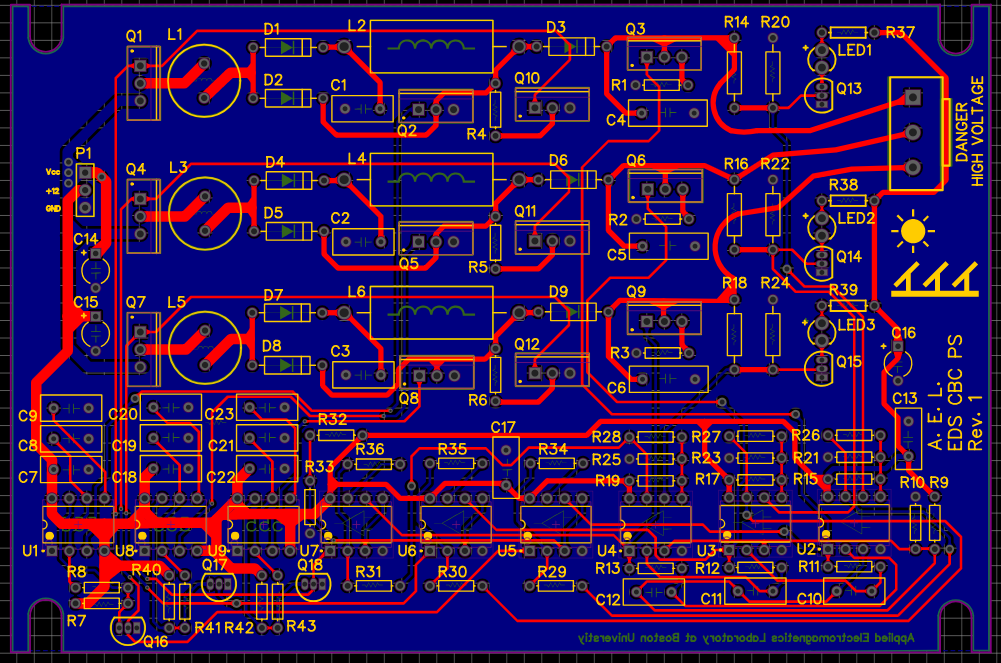 R14 R20
L2 D3 Q3 R37
Q1 L1 D1
LED1
D2 C1 Q10 R1 Q13
Q2 R4 C4
DANGER
HIGH VOLTAGE
P1
Vcc
+12
GND
Q4 L3 D4 L4 D6 Q6 R16 R22
R38
LED2
D5 C2 Q11 R2
C14 Q5 R5 C5 Q14
R18 R24
C15 Q7 L5 D7 L6 D9 Q9 R39
LED3
C16
D8 C3 Q12 R3 Q15
Q8 R6 C6
C13
A. E. L.
EDS CBC PS
Rev. 1
C9 C20 C23 R32 C17
C8 C19 C21 R36 R35 R34 R28 R27 R26
R33 R25 R23 R21
C7 C18 C22 R19 R17 R15 R10 R9
U1 U8 U9 U7 U6 U5 U4 U3 U2
R8 R40 Q17 Q18 R31 R30 R29 R13 R12 R11
C12 C11 C10
R7 Q16 R41 R42 R43
Applied Electromagnetics Laboratory at Boston Universtiy